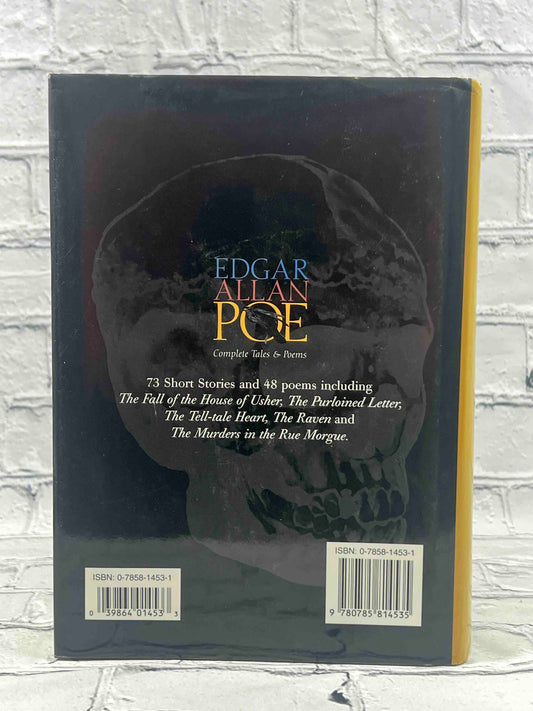 EDGAR
ALLAN
POE
Complete Tales & Poems
73 Short Stories and 48 poems including
The Fall of the House of Usher, The Purloined Letter,
The Tell-tale Heart, The Raven and
The Murders in the Rue Morgue.
ISBN: 0-7858-1453-1
0 39864 01453 3
ISBN: 0-7858-1453-1
9 780785 814535